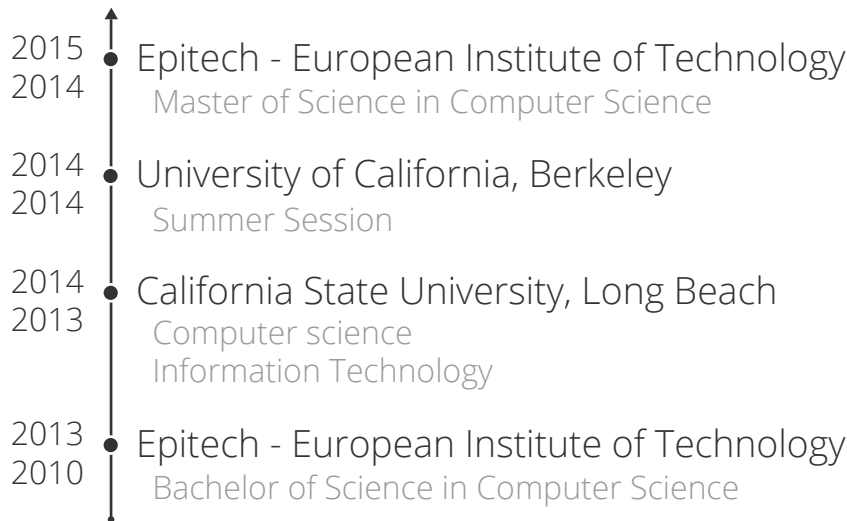 2015
2014
Epitech - European Institute of Technology
Master of Science in Computer Science
2014
2014
University of California, Berkeley
Summer Session
2014
2013
California State University, Long Beach
Computer science
Information Technology
2013
2010
Epitech - European Institute of Technology
Bachelor of Science in Computer Science